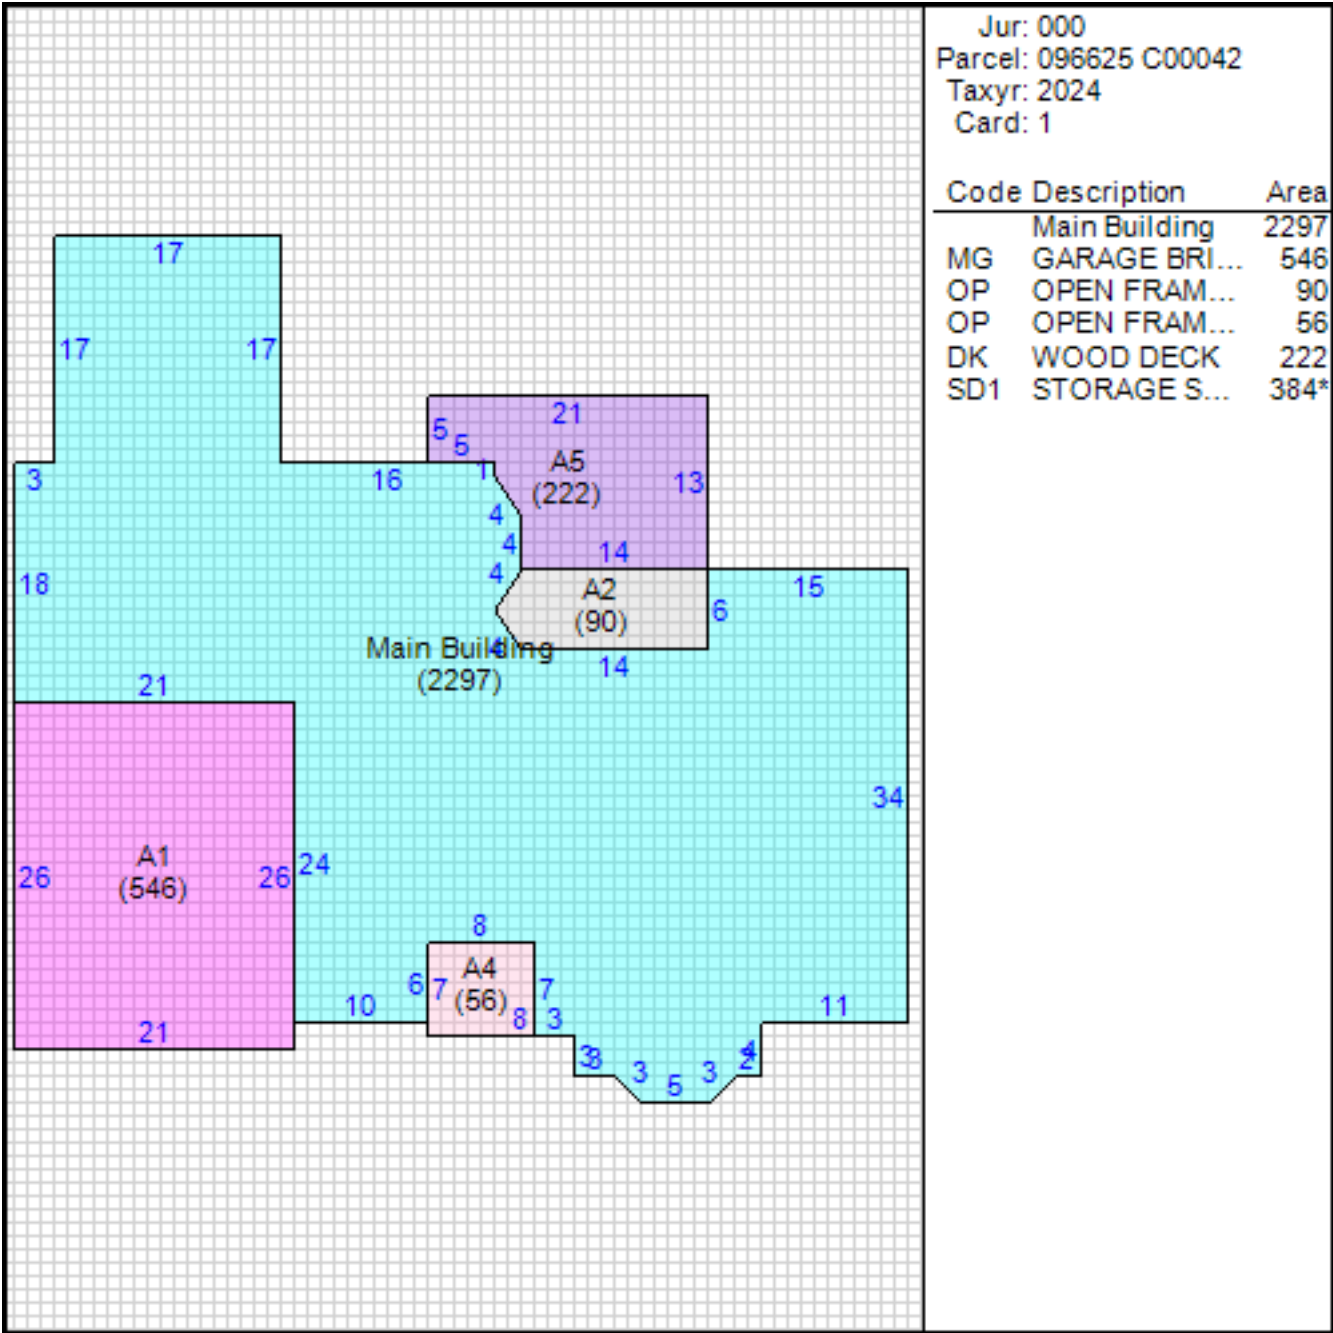 Jur: 000
Parcel: 096625 C00042
Taxyr: 2024
Card: 1
Code Description Area
Main Building 2297
MG GARAGE BRI... 546
OP OPEN FRAM... 90
OP OPEN FRAM... 56
DK WOOD DECK 222
SD1 STORAGE S... 384*
17
17 17
21
5
5
A5
(222)
3
16
1
13
4
4
14
4
18
A2
(90)
15
6
4
Main Building
(2297)
14
21
34
A1
(546)
24
26 26
8
A4
(56)
6
7
7
10
8
3
11
21
3
3
3
5
3
2
4